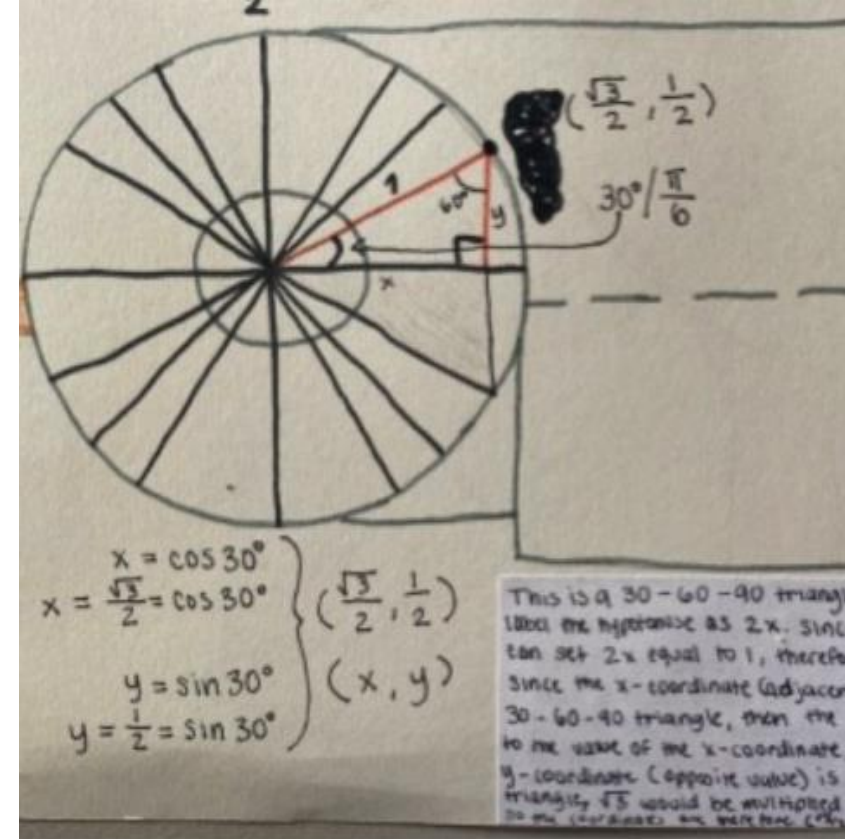 2
(√3/2, 1/2)
1
60°
y
30°/π/6
x
x = cos 30°
x = √3/2 = cos 30°
(√3/2, 1/2)
y = sin 30°
(x, y)
y = 1/2 = sin 30°
This is a 30-60-90 triang
label the hypotenuse as 2x. Sinc
can set 2x equal to 1, therefo
since the x-coordinate (adjacen
30-60-90 triangle, then the
to the value of the x-coordinate
y-coordinate (opposite value) is
triangle, √3 would be multiplied